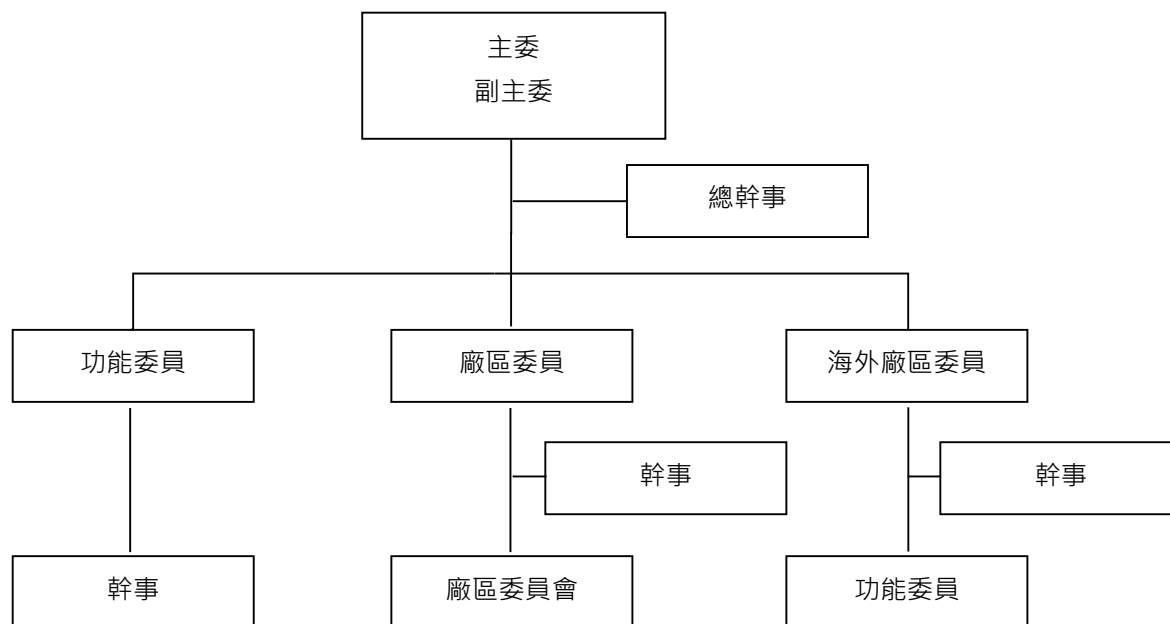 主委
副主委
總幹事
功能委員
廠區委員
海外廠區委員
幹事
幹事
幹事
廠區委員會
功能委員